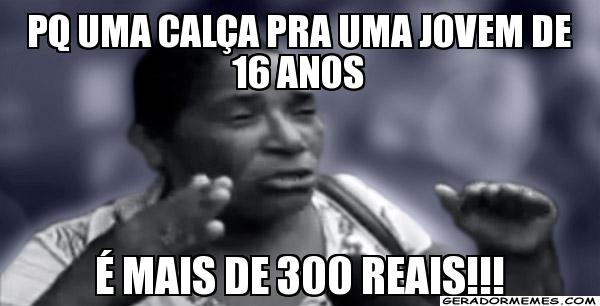 PQ UMA CALÇA PRA UMA JOVEM DE
16 ANOS
É MAIS DE 300 REAIS!!!
GERADORMEMES.COM